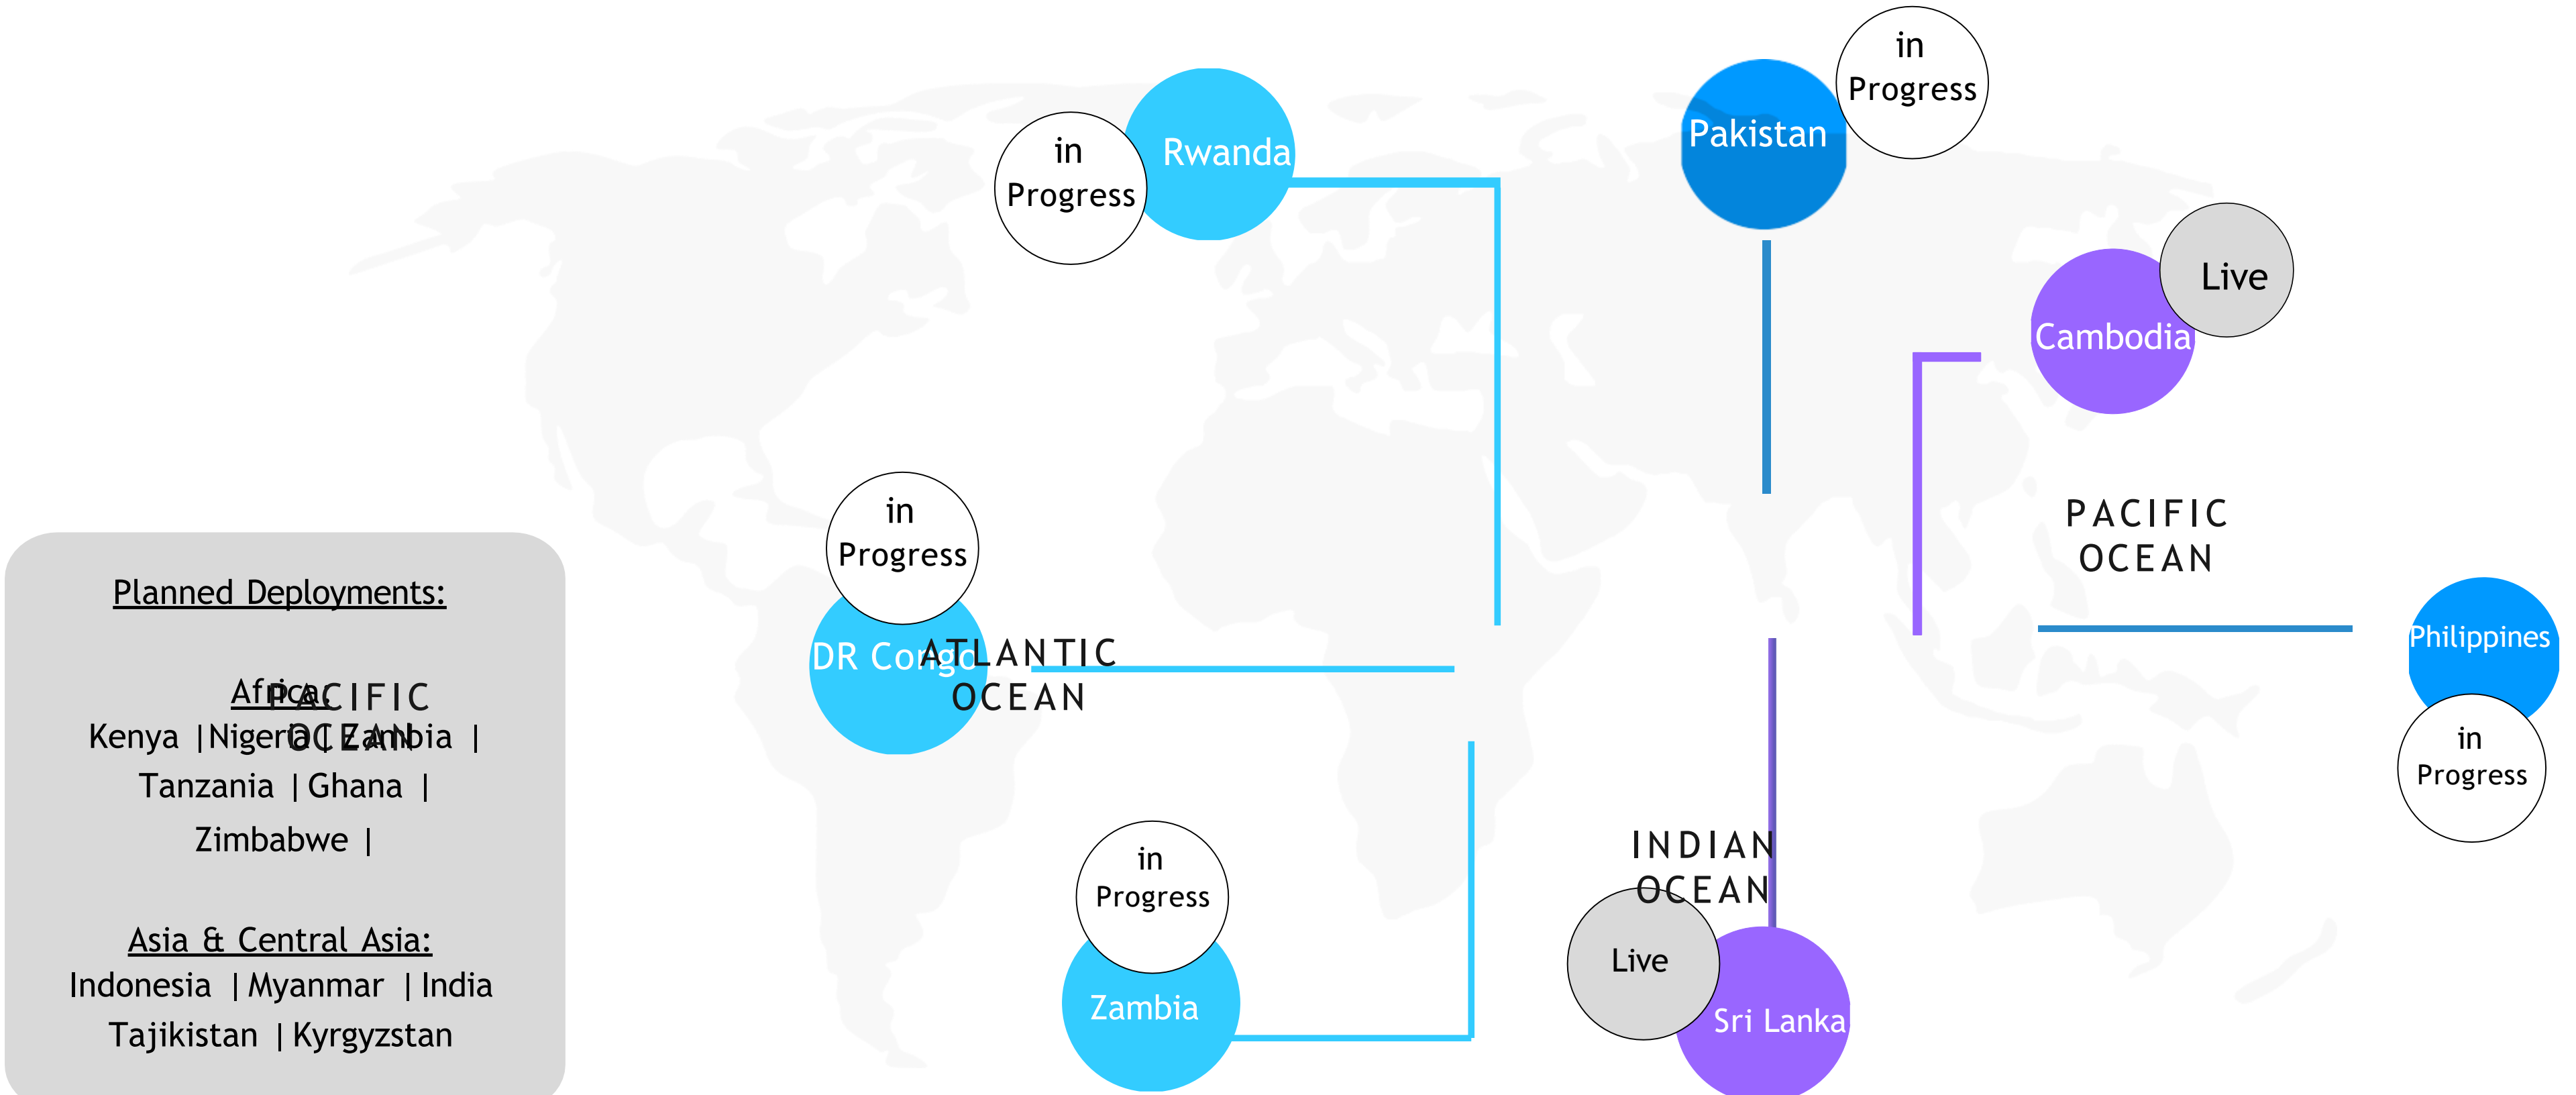 in
Progress
Rwanda
Pakistan
in
Progress
Live
Cambodia
in
Progress
DR Congo
ATLANTIC
OCEAN
PACIFIC
OCEAN
Philippines
in
Progress
in
Progress
Zambia
INDIAN
OCEAN
Live
Sri Lanka
Planned Deployments:
Africa:
PACIFIC
OCEAN
Kenya | Nigeria | Zambia |
Tanzania | Ghana |
Zimbabwe |
Asia & Central Asia:
Indonesia | Myanmar | India
Tajikistan | Kyrgyzstan